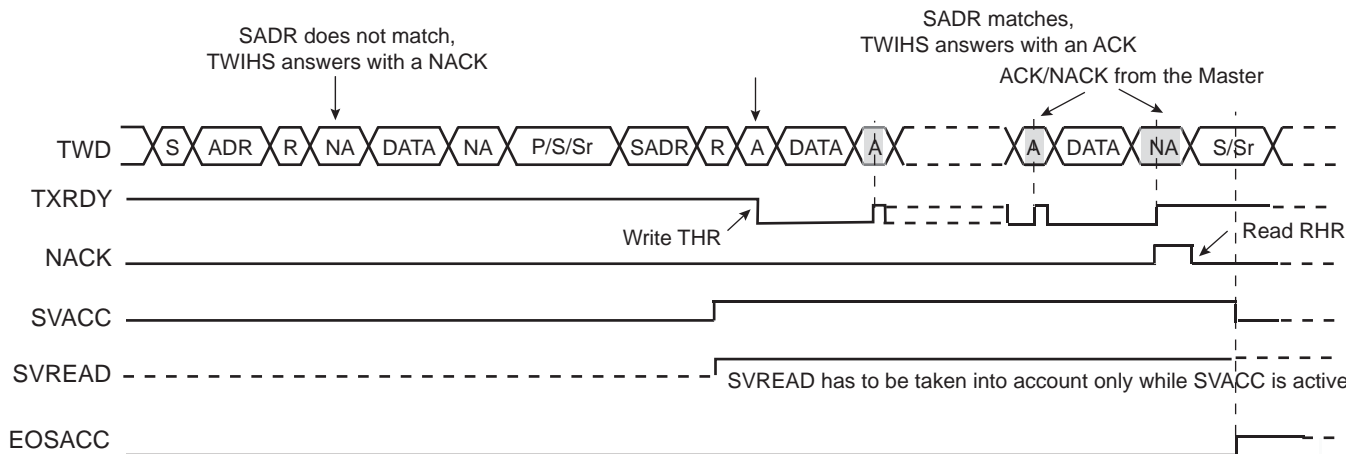 SADR does not match,
TWIHS answers with a NACK
SADR matches,
TWIHS answers with an ACK
ACK/NACK from the Master
TWD S ADR R NA DATA NA P/S/Sr SADR R A DATA A A DATA NA S/Sr
TXRDY
Write THR
Read RHR
NACK
SVACC
SVREAD
SVREAD has to be taken into account only while SVACC is active
EOSACC